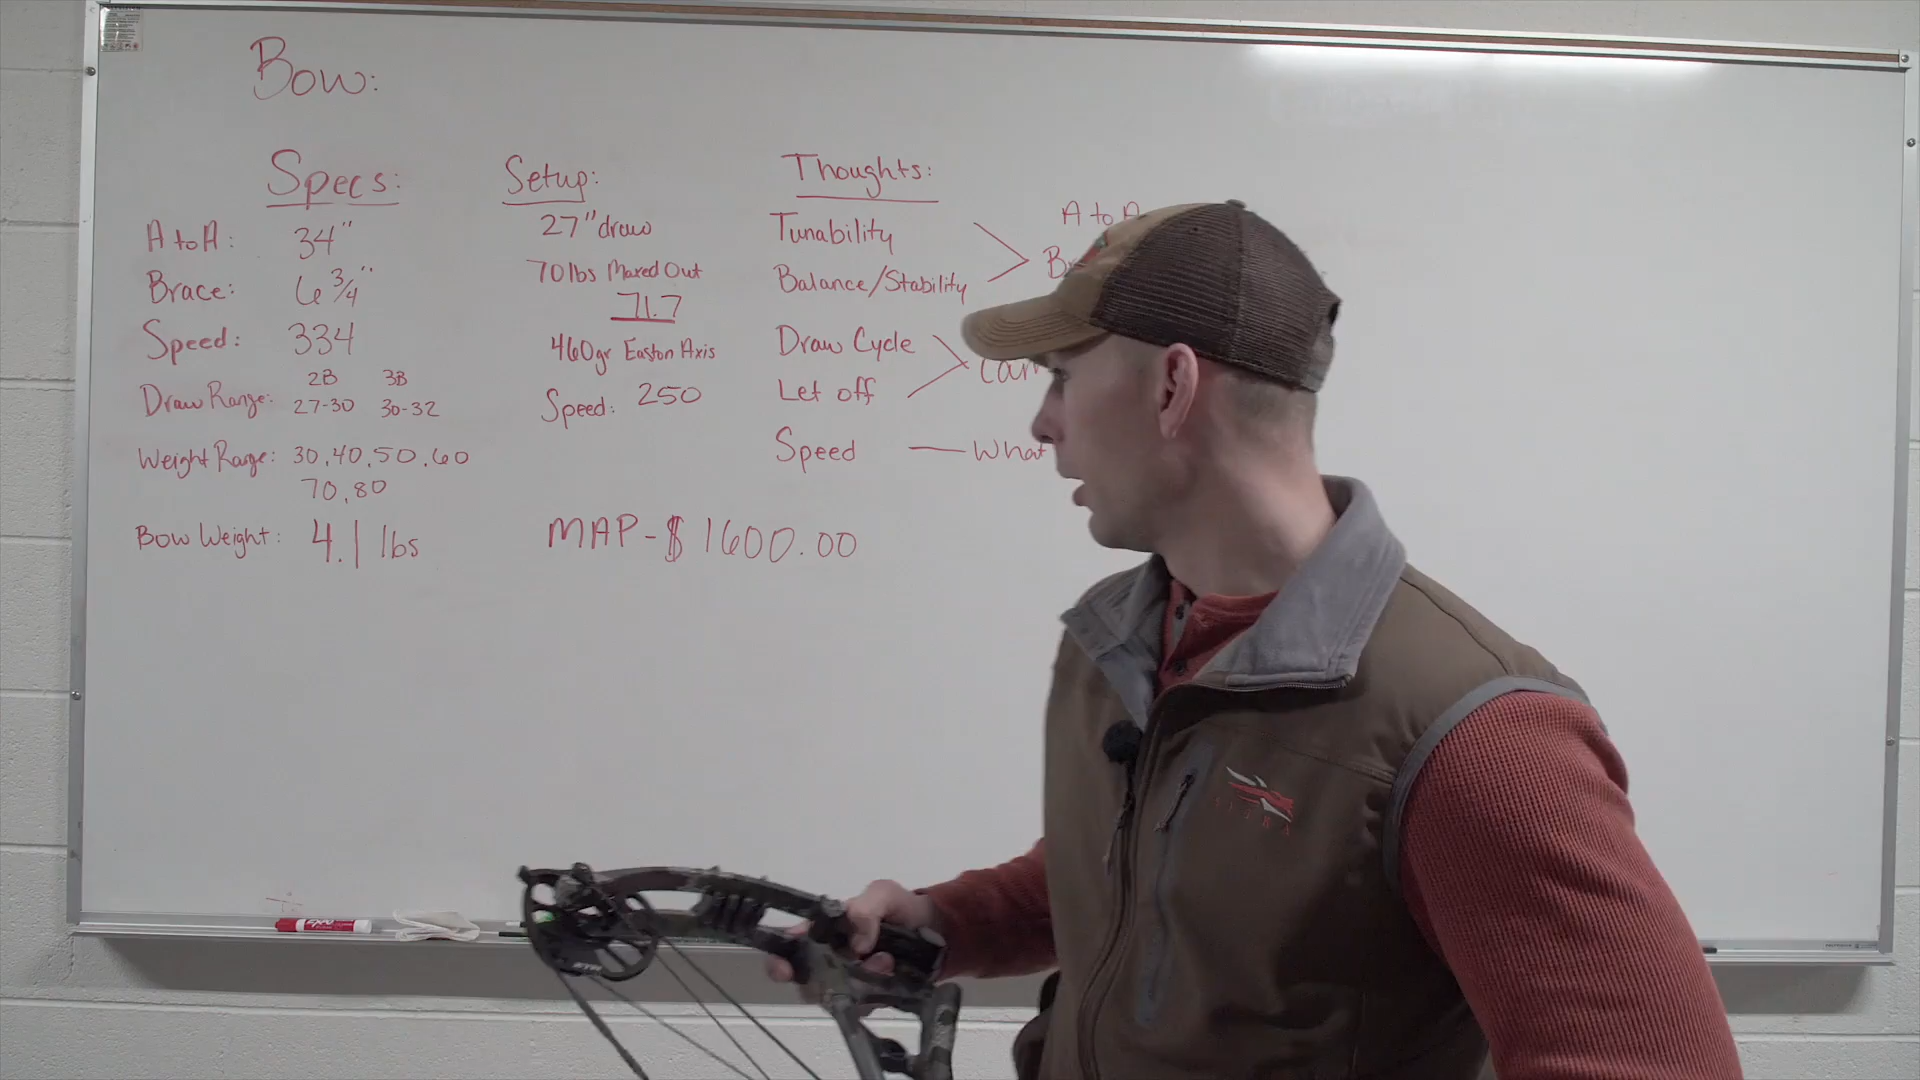 Bow:
Specs:
A to A: 34"
Brace: 6 3/4"
Speed: 334
2B 3B
Draw Range: 27-30 30-32
Weight Range: 30,40,50,60
70,80
Bow Weight: 4.1 lbs
Setup:
27" draw
70 lbs Maxed Out
71.7
460gr Easton Axis
Speed: 250
MAP - $1600.00
Thoughts:
Tunability
Balance/Stability
A to A
Draw Cycle
Let off
Speed — What
SITKA
EXPO